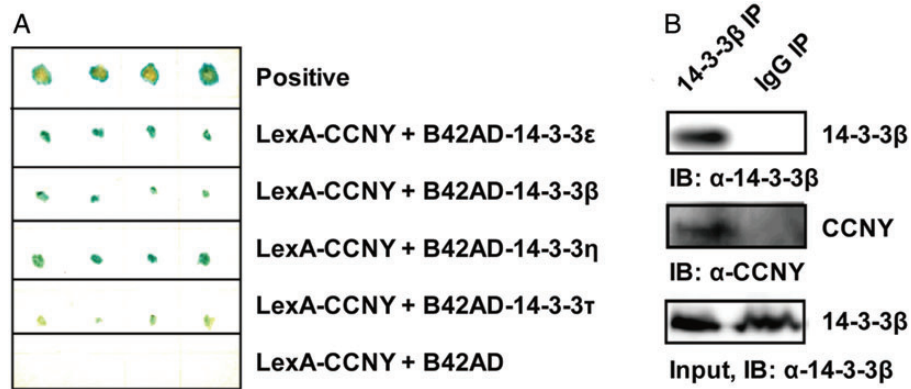 A
Positive
LexA-CCNY + B42AD-14-3-3ε
LexA-CCNY + B42AD-14-3-3β
LexA-CCNY + B42AD-14-3-3η
LexA-CCNY + B42AD-14-3-3τ
LexA-CCNY + B42AD
B
14-3-3β IP
IgG IP
14-3-3β
IB: α-14-3-3β
CCNY
IB: α-CCNY
14-3-3β
Input, IB: α-14-3-3β